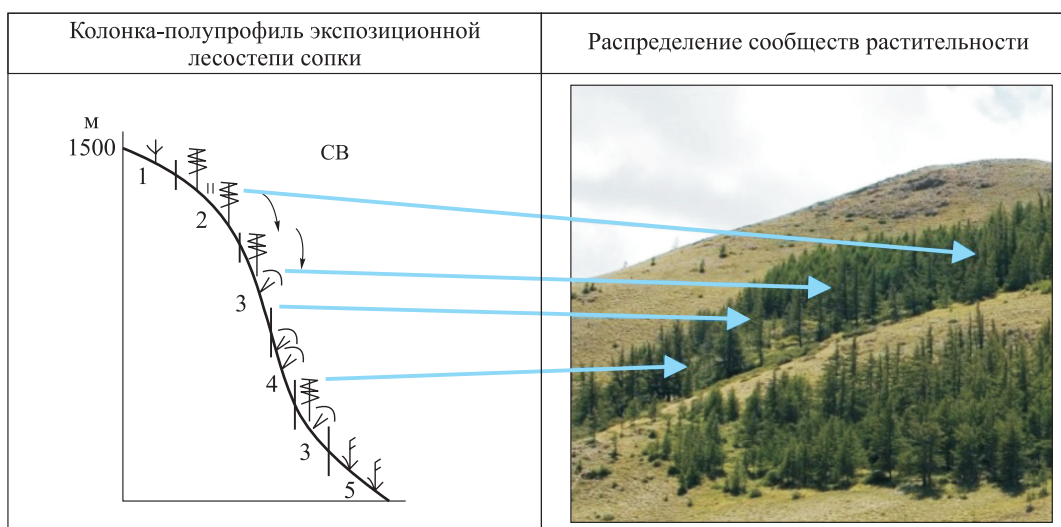 Колонка-полупрофиль экспозиционной
лесостепи сопки
Распределение сообществ растительности
м
1500
СВ
1
2
3
4
3
5